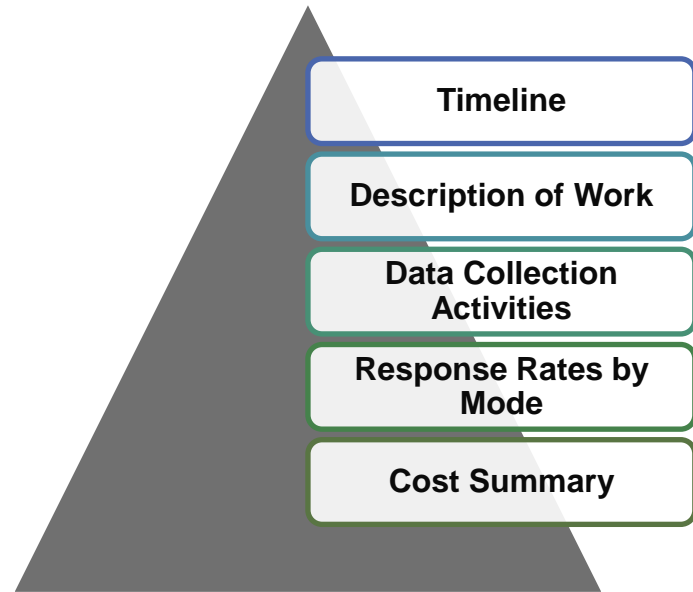 Timeline
Description of Work
Data Collection
Activities
Response Rates by
Mode
Cost Summary